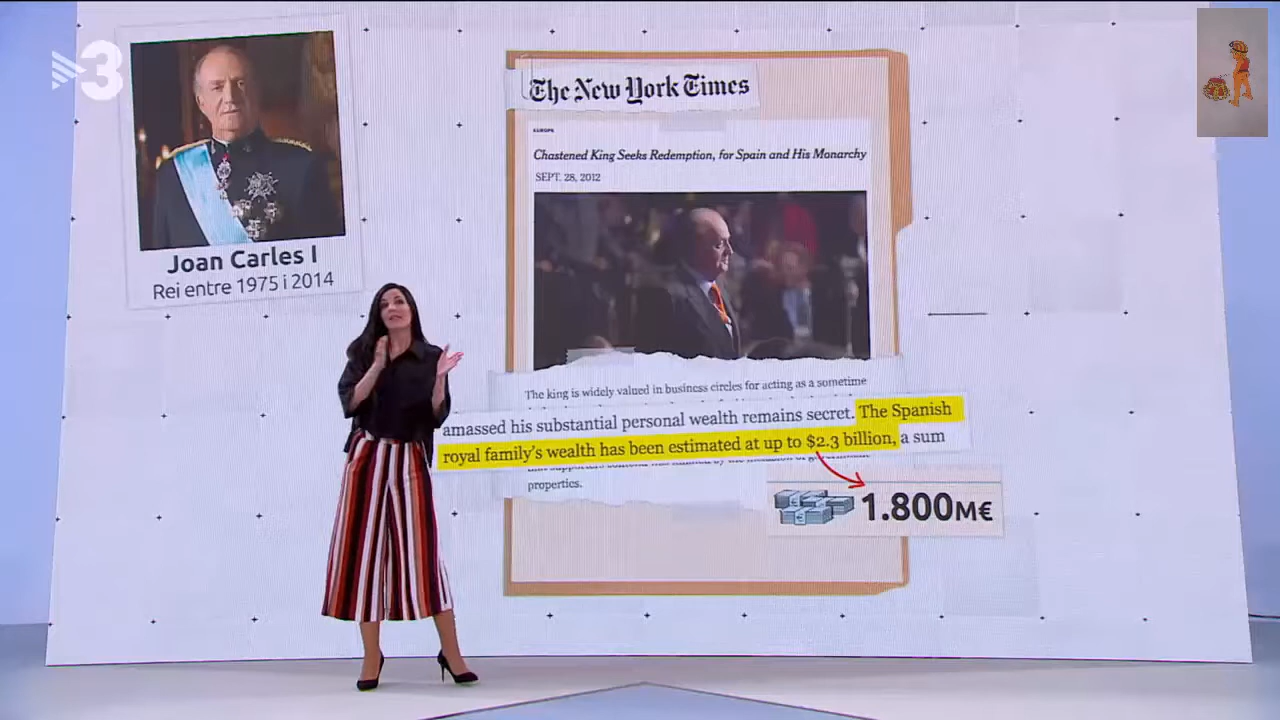 3
Joan Carles I
Rei entre 1975 i 2014
The New York Times
EUROPE
Chastened King Seeks Redemption, for Spain and His Monarchy
SEPT. 28, 2012
The king is widely valued in business circles for acting as a sometime
amassed his substantial personal wealth remains secret. The Spanish
royal family's wealth has been estimated at up to $2.3 billion, a sum
properties.
1.800M€